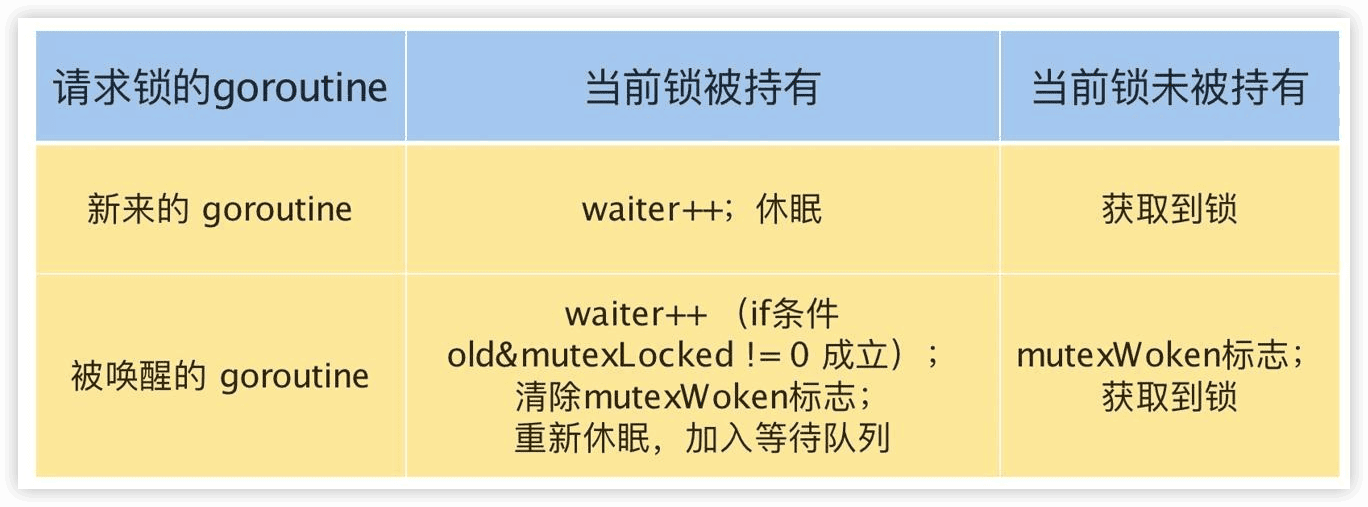 请求锁的goroutine
当前锁被持有
当前锁未被持有
新来的 goroutine
waiter++；休眠
获取到锁
被唤醒的 goroutine
waiter++ （if条件
old&mutexLocked != 0 成立）；
清除mutexWoken标志；
重新休眠，加入等待队列
mutexWoken标志；
获取到锁